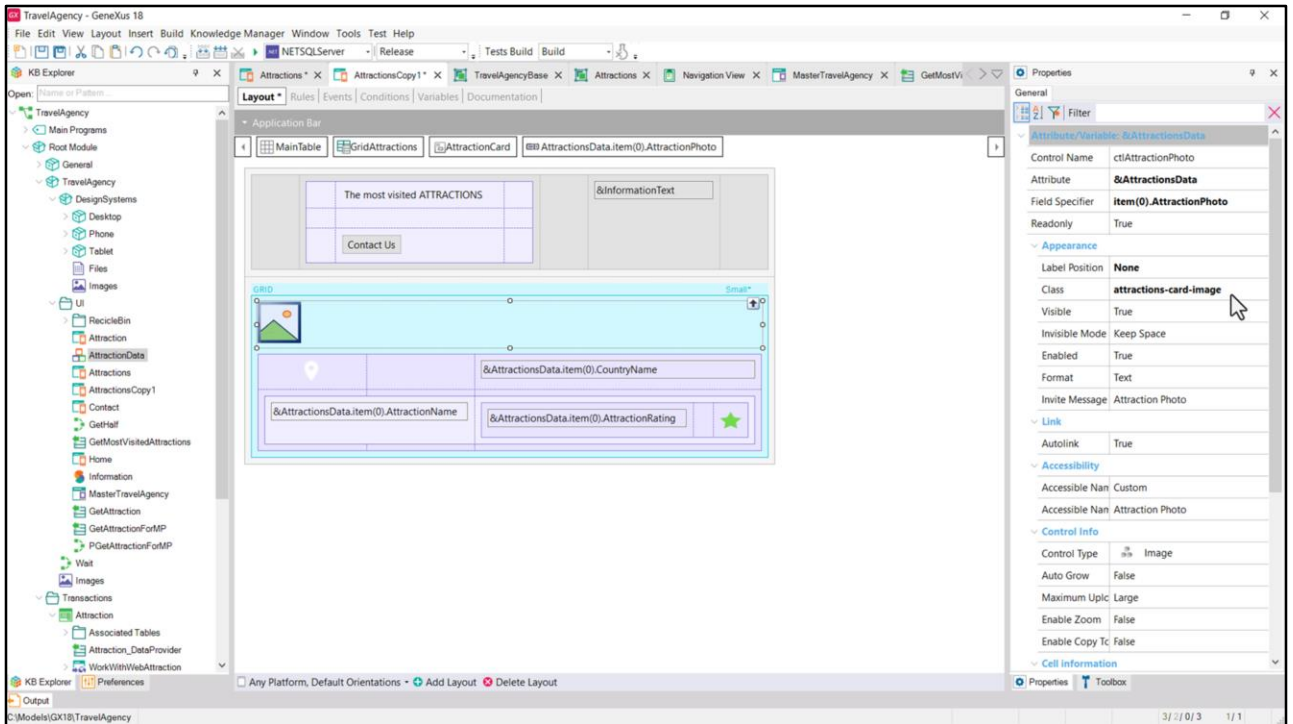 TravelAgency - GeneXus 18
File Edit View Layout Insert Build Knowledge Manager Window Tools Test Help
NETSQLServer Release Tests Build Build
KB Explorer
Open: Name or Pattern...
TravelAgency
Main Programs
Root Module
General
TravelAgency
DesignSystems
Desktop
Phone
Tablet
Files
Images
UI
RecicleBin
Attraction
AttractionData
Attractions
AttractionsCopy1
Contact
GetHalf
GetMostVisitedAttractions
Home
Information
MasterTravelAgency
GetAttraction
GetAttractionForMP
PGetAttractionForMP
Wait
Images
Transactions
Attraction
Associated Tables
Attraction_DataProvider
WorkWithWebAttraction
KB Explorer Preferences
Output
C:\Models\GX18\TravelAgency
Attractions * X AttractionsCopy1 * X TravelAgencyBase X Attractions X Navigation View X MasterTravelAgency X GetMostVi
Layout * Rules Events Conditions Variables Documentation
Application Bar
MainTable GridAttractions AttractionCard AttractionsData.item(0).AttractionPhoto
The most visited ATTRACTIONS
&InformationText
Contact Us
GRID Small*
&AttractionsData.item(0).CountryName
&AttractionsData.item(0).AttractionName
&AttractionsData.item(0).AttractionRating
Any Platform, Default Orientations Add Layout Delete Layout
Properties
General
Filter
Attribute/Variable: &AttractionsData
Control Name ctlAttractionPhoto
Attribute &AttractionsData
Field Specifier item(0).AttractionPhoto
Readonly True
Appearance
Label Position None
Class attractions-card-image
Visible True
Invisible Mode Keep Space
Enabled True
Format Text
Invite Message Attraction Photo
Link
Autolink True
Accessibility
Accessible Nam Custom
Accessible Nam Attraction Photo
Control Info
Control Type Image
Auto Grow False
Maximum Uplc Large
Enable Zoom False
Enable Copy Tc False
Cell information
Properties Toolbox
3/2/0/3 1/1